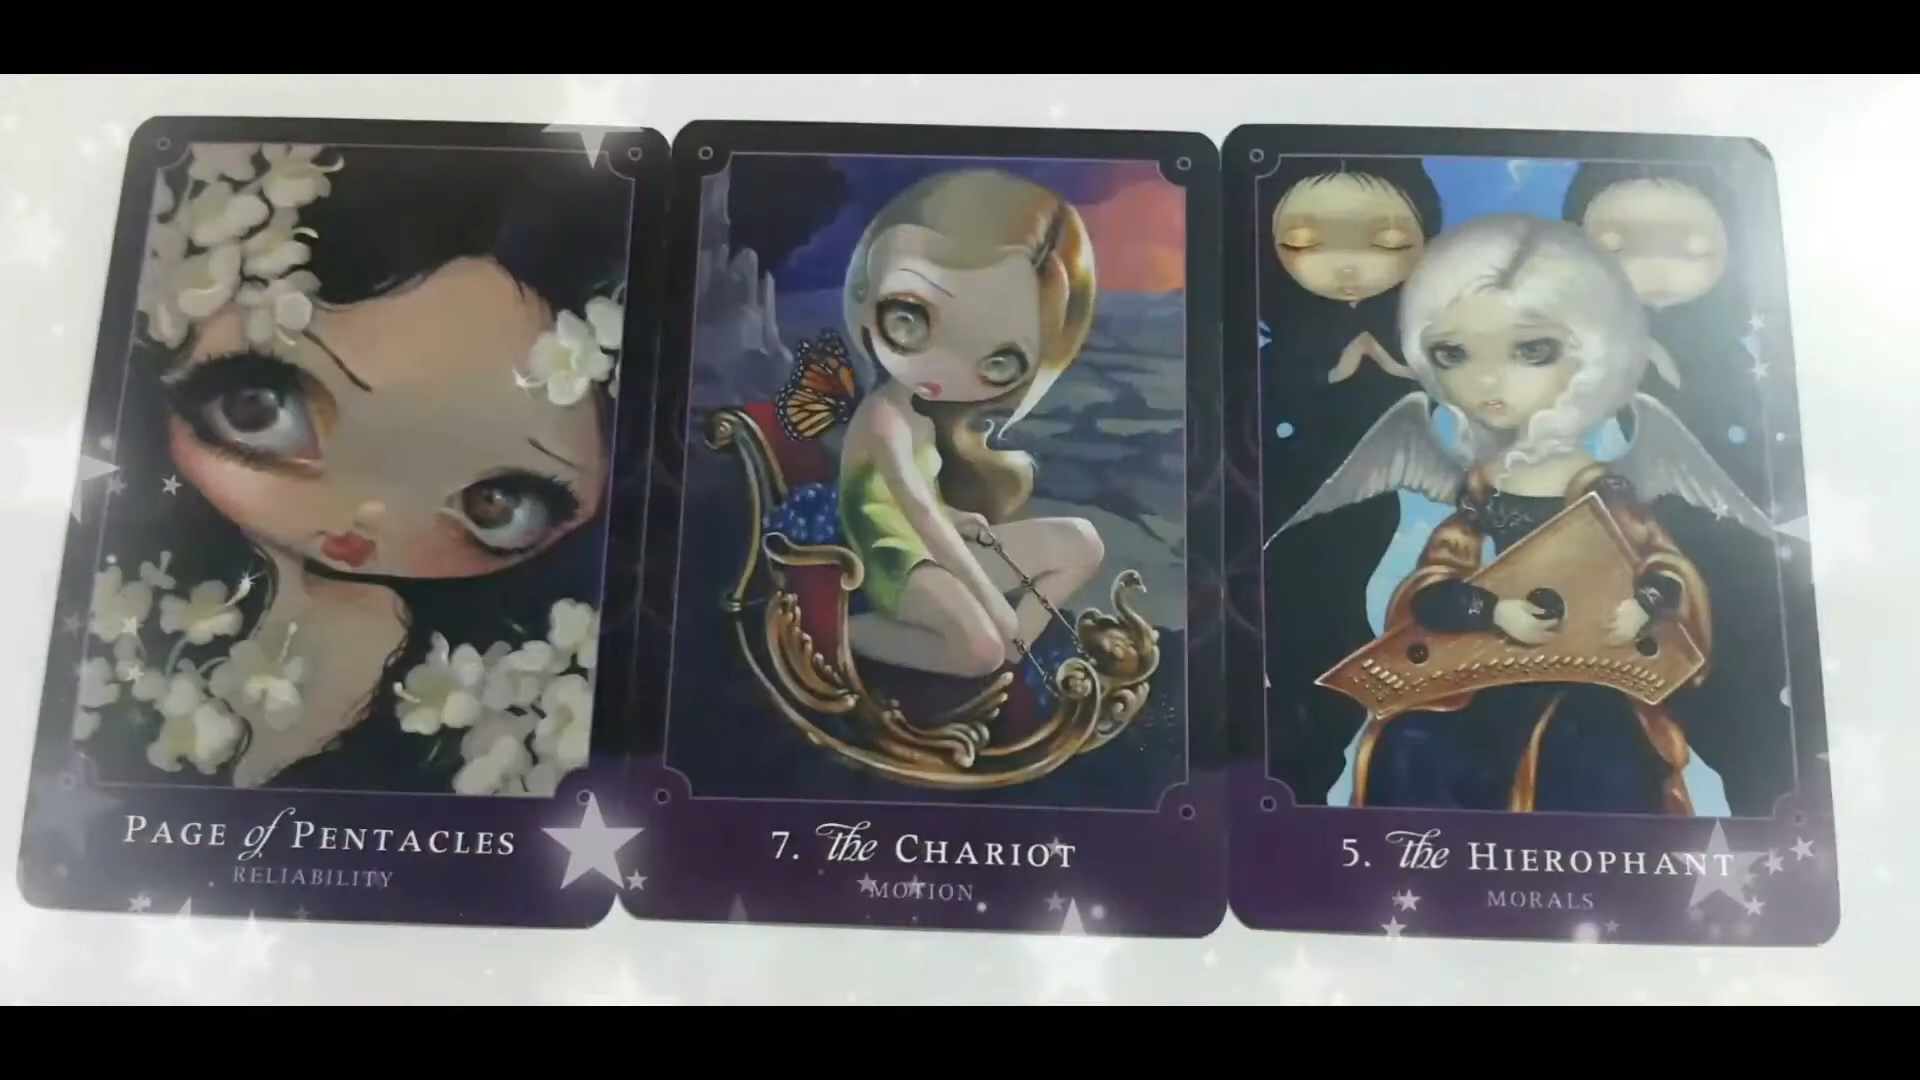 PAGE of PENTACLES
RELIABILITY
7. the CHARIOT
MOTION
5. the HIEROPHANT
MORALS